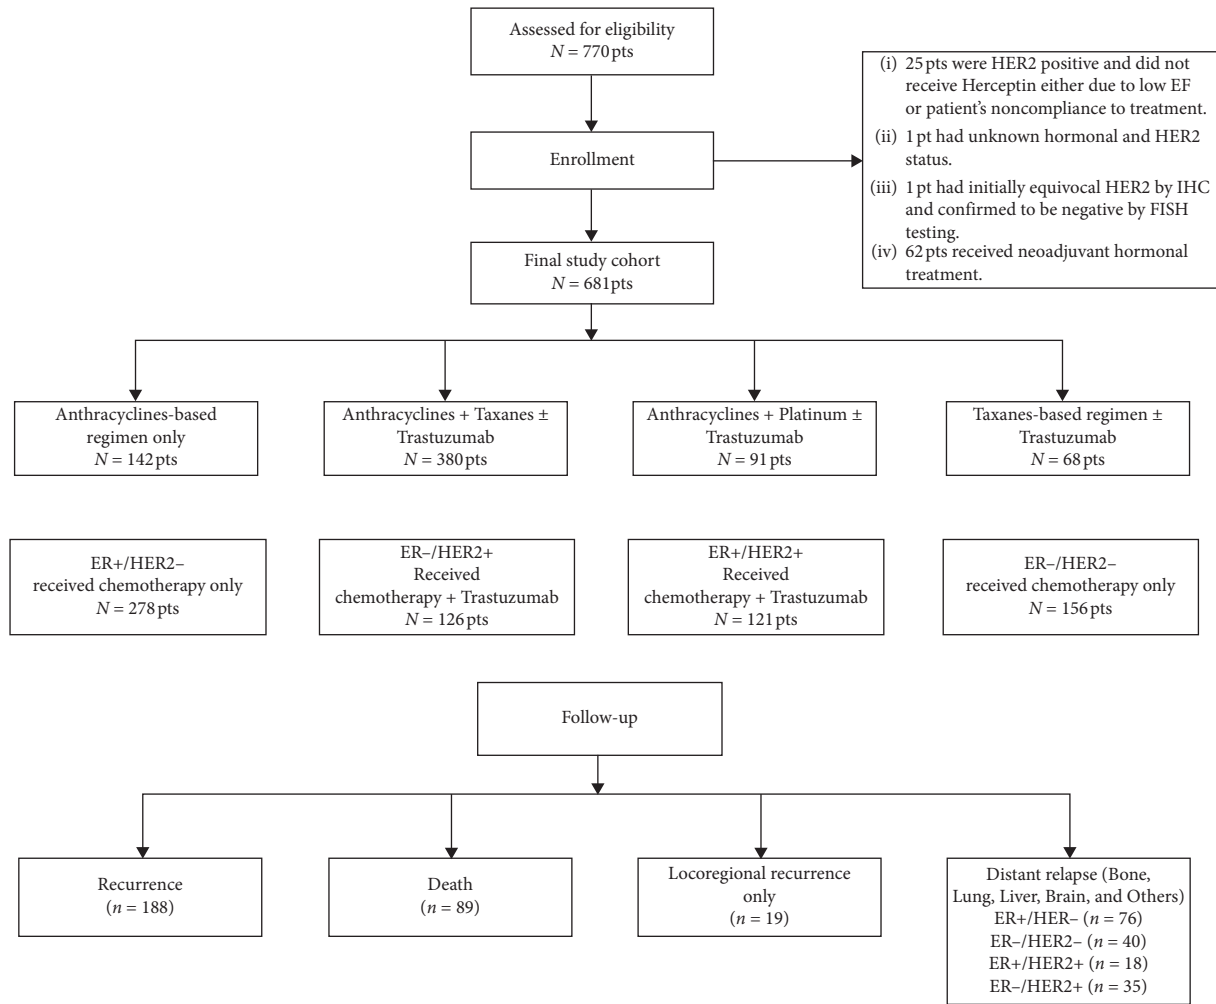 Assessed for eligibility
N = 770 pts
(i) 25 pts were HER2 positive and did not
receive Herceptin either due to low EF
or patient's noncompliance to treatment.
(ii) 1 pt had unknown hormonal and HER2
status.
(iii) 1 pt had initially equivocal HER2 by IHC
and confirmed to be negative by FISH
testing.
(iv) 62 pts received neoadjuvant hormonal
treatment.
Enrollment
Final study cohort
N = 681 pts
Anthracyclines-based
regimen only
N = 142 pts
Anthracyclines + Taxanes ±
Trastuzumab
N = 380 pts
Anthracyclines + Platinum ±
Trastuzumab
N = 91 pts
Taxanes-based regimen ±
Trastuzumab
N = 68 pts
ER+/HER2–
received chemotherapy only
N = 278 pts
ER–/HER2+
Received
chemotherapy + Trastuzumab
N = 126 pts
ER+/HER2+
Received
chemotherapy + Trastuzumab
N = 121 pts
ER–/HER2–
received chemotherapy only
N = 156 pts
Follow-up
Recurrence
(n = 188)
Death
(n = 89)
Locoregional recurrence
only
(n = 19)
Distant relapse (Bone,
Lung, Liver, Brain, and Others)
ER+/HER– (n = 76)
ER–/HER2– (n = 40)
ER+/HER2+ (n = 18)
ER–/HER2+ (n = 35)